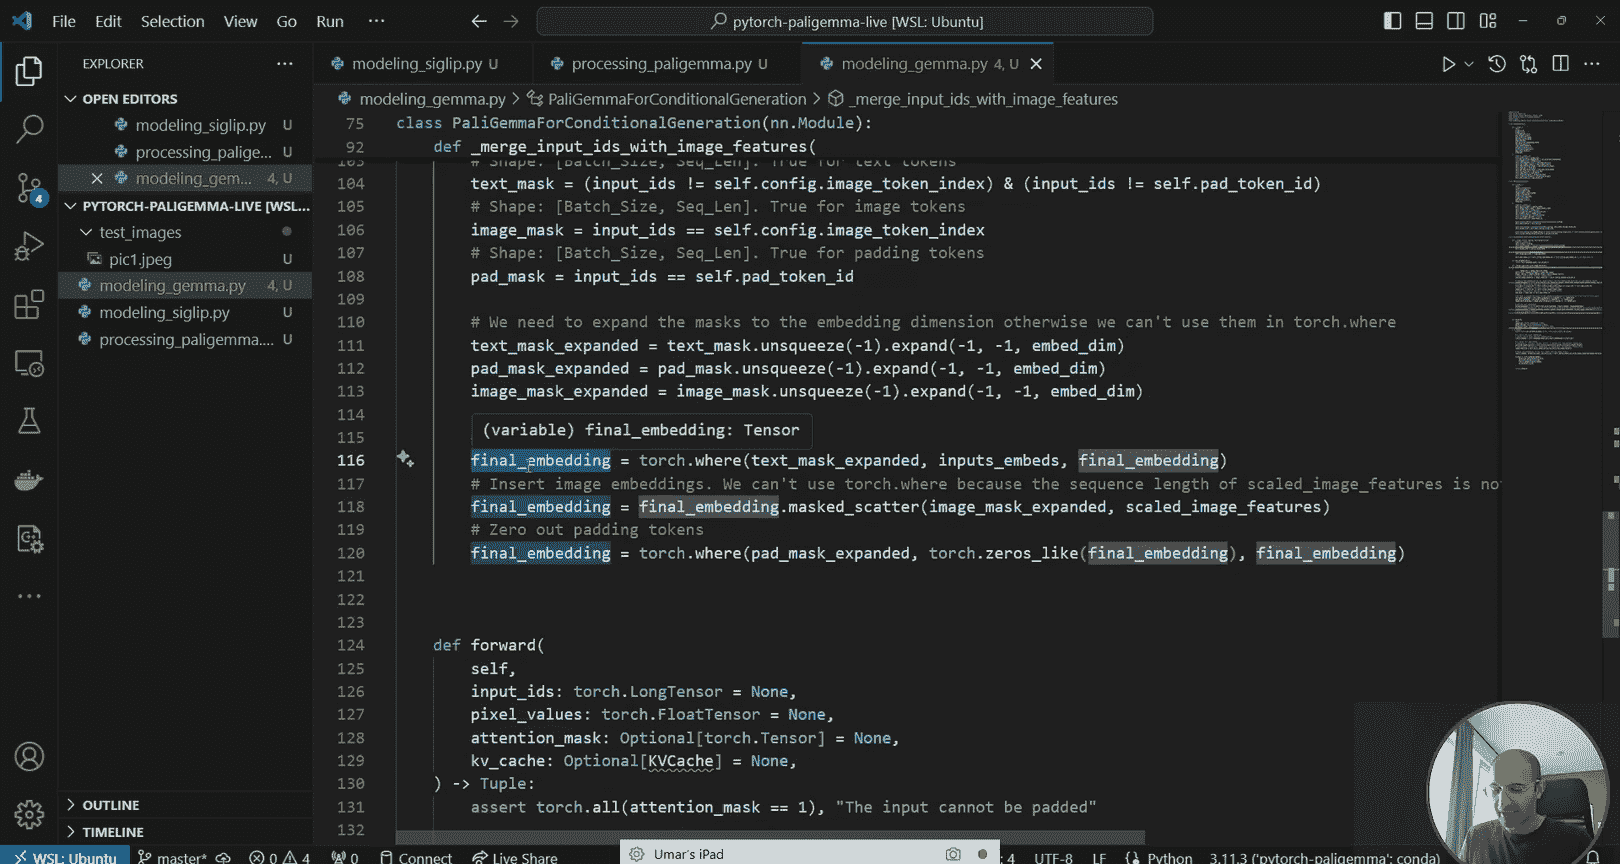 File Edit Selection View Go Run ···
pytorch-paligemma-live [WSL: Ubuntu]
EXPLORER ···
OPEN EDITORS
modeling_siglip.py U
processing_palige... U
modeling_gem... 4, U
PYTORCH-PALIGEMMA-LIVE [WSL...
test_images
pic1.jpeg U
modeling_gemma.py 4, U
modeling_siglip.py U
processing_paligemma.... U
OUTLINE
TIMELINE
4
modeling_siglip.py U processing_paligemma.py U modeling_gemma.py 4, U
modeling_gemma.py > PaliGemmaForConditionalGeneration > _merge_input_ids_with_image_features
75 class PaliGemmaForConditionalGeneration(nn.Module):
92 def _merge_input_ids_with_image_features(
103 # Shape: [Batch_Size, Seq_Len]. True for text tokens
104 text_mask = (input_ids != self.config.image_token_index) & (input_ids != self.pad_token_id)
105 # Shape: [Batch_Size, Seq_Len]. True for image tokens
106 image_mask = input_ids == self.config.image_token_index
107 # Shape: [Batch_Size, Seq_Len]. True for padding tokens
108 pad_mask = input_ids == self.pad_token_id
109
110 # We need to expand the masks to the embedding dimension otherwise we can't use them in torch.where
111 text_mask_expanded = text_mask.unsqueeze(-1).expand(-1, -1, embed_dim)
112 pad_mask_expanded = pad_mask.unsqueeze(-1).expand(-1, -1, embed_dim)
113 image_mask_expanded = image_mask.unsqueeze(-1).expand(-1, -1, embed_dim)
114
(variable) final_embedding: Tensor
115
116 final_embedding = torch.where(text_mask_expanded, inputs_embeds, final_embedding)
117 # Insert image embeddings. We can't use torch.where because the sequence length of scaled_image_features is no
118 final_embedding = final_embedding.masked_scatter(image_mask_expanded, scaled_image_features)
119 # Zero out padding tokens
120 final_embedding = torch.where(pad_mask_expanded, torch.zeros_like(final_embedding), final_embedding)
121
122
123
124 def forward(
125 self,
126 input_ids: torch.LongTensor = None,
127 pixel_values: torch.FloatTensor = None,
128 attention_mask: Optional[torch.Tensor] = None,
129 kv_cache: Optional[KVCache] = None,
130 ) -> Tuple:
131 assert torch.all(attention_mask == 1), "The input cannot be padded"
132
WSL: Ubuntu master* 0 4 0 Connect Live Share Umar's iPad : 4 UTF-8 LF Python 3.11.3 ('pytorch-paligemma': conda)